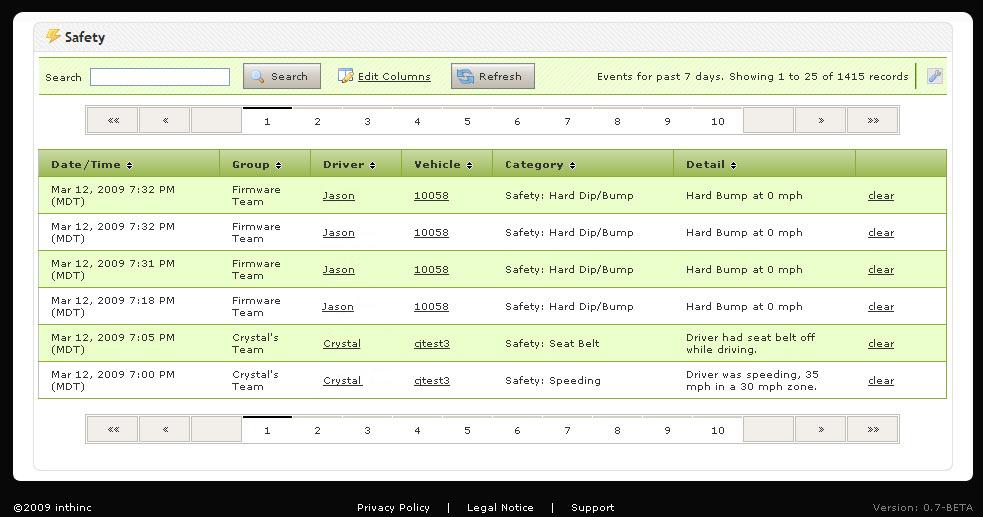 Safety
Search Search Edit Columns Refresh Events for past 7 days. Showing 1 to 25 of 1415 records
«« « 1 2 3 4 5 6 7 8 9 10 » »»
Date/Time Group Driver Vehicle Category Detail
Mar 12, 2009 7:32 PM (MDT) Firmware Team Jason 10058 Safety: Hard Dip/Bump Hard Bump at 0 mph clear
Mar 12, 2009 7:32 PM (MDT) Firmware Team Jason 10058 Safety: Hard Dip/Bump Hard Bump at 0 mph clear
Mar 12, 2009 7:31 PM (MDT) Firmware Team Jason 10058 Safety: Hard Dip/Bump Hard Bump at 0 mph clear
Mar 12, 2009 7:18 PM (MDT) Firmware Team Jason 10058 Safety: Hard Dip/Bump Hard Bump at 0 mph clear
Mar 12, 2009 7:05 PM (MDT) Crystal's Team Crystal cjtest3 Safety: Seat Belt Driver had seat belt off while driving. clear
Mar 12, 2009 7:00 PM (MDT) Crystal's Team Crystal cjtest3 Safety: Speeding Driver was speeding, 35 mph in a 30 mph zone. clear
«« « 1 2 3 4 5 6 7 8 9 10 » »»
©2009 inthinc Privacy Policy | Legal Notice | Support Version: 0.7-BETA